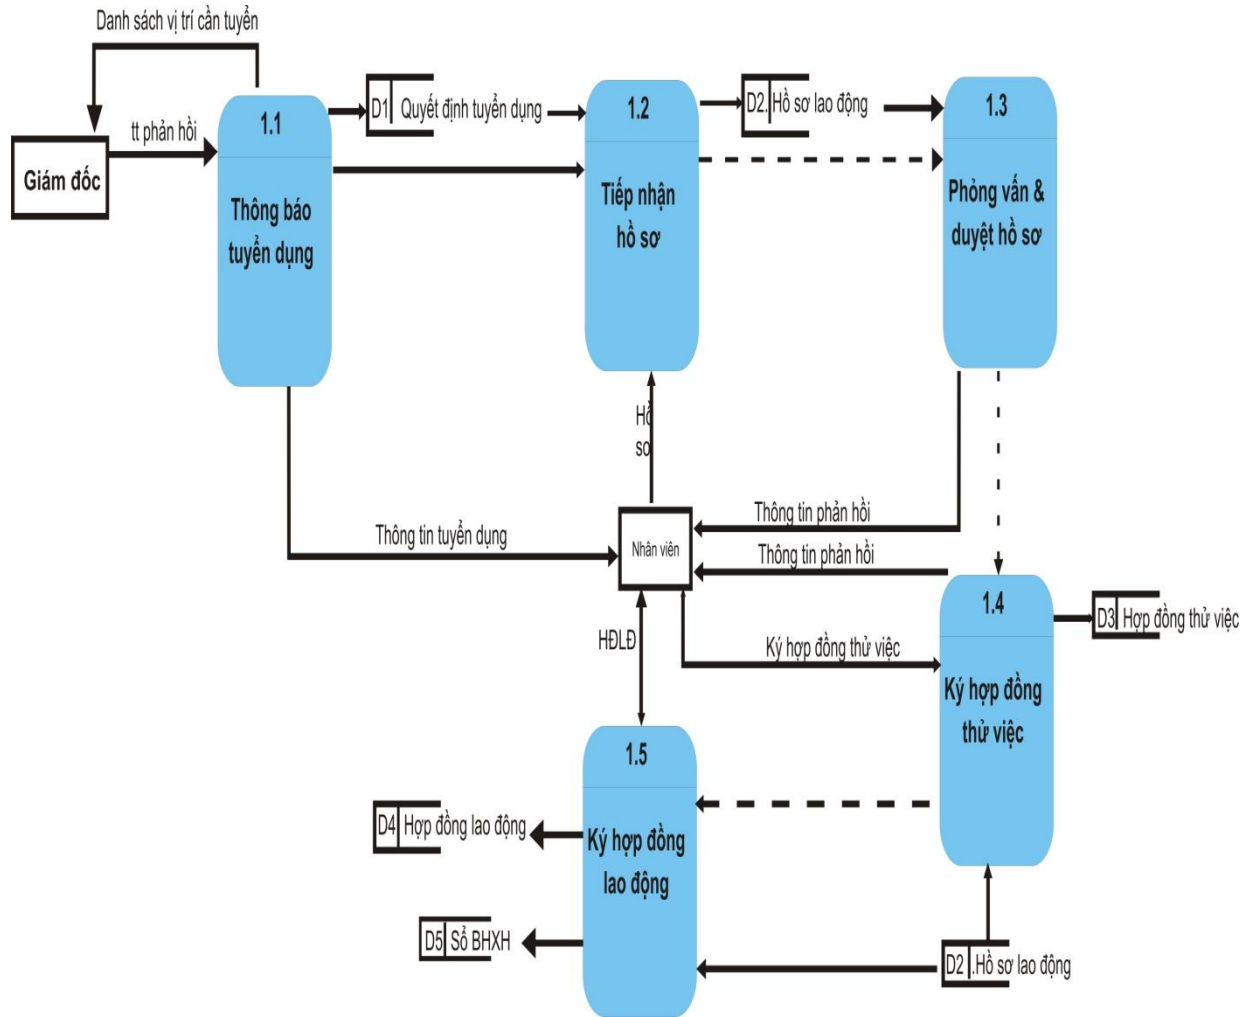 Danh sách vị trí cần tuyển
tt phản hồi
Giám đốc
1.1
Thông báo
tuyển dụng
D1 Quyết định tuyển dụng
1.2
Tiếp nhận
hồ sơ
D2. Hồ sơ lao động
1.3
Phỏng vấn &
duyệt hồ sơ
Hồ
sơ
Thông tin tuyển dụng
Nhân viên
Thông tin phản hồi
Thông tin phản hồi
HĐLĐ
Ký hợp đồng thử việc
1.4
Ký hợp đồng
thử việc
D3 Hợp đồng thử việc
1.5
Ký hợp đồng
lao động
D4 Hợp đồng lao động
D5 Sổ BHXH
D2 .Hồ sơ lao động